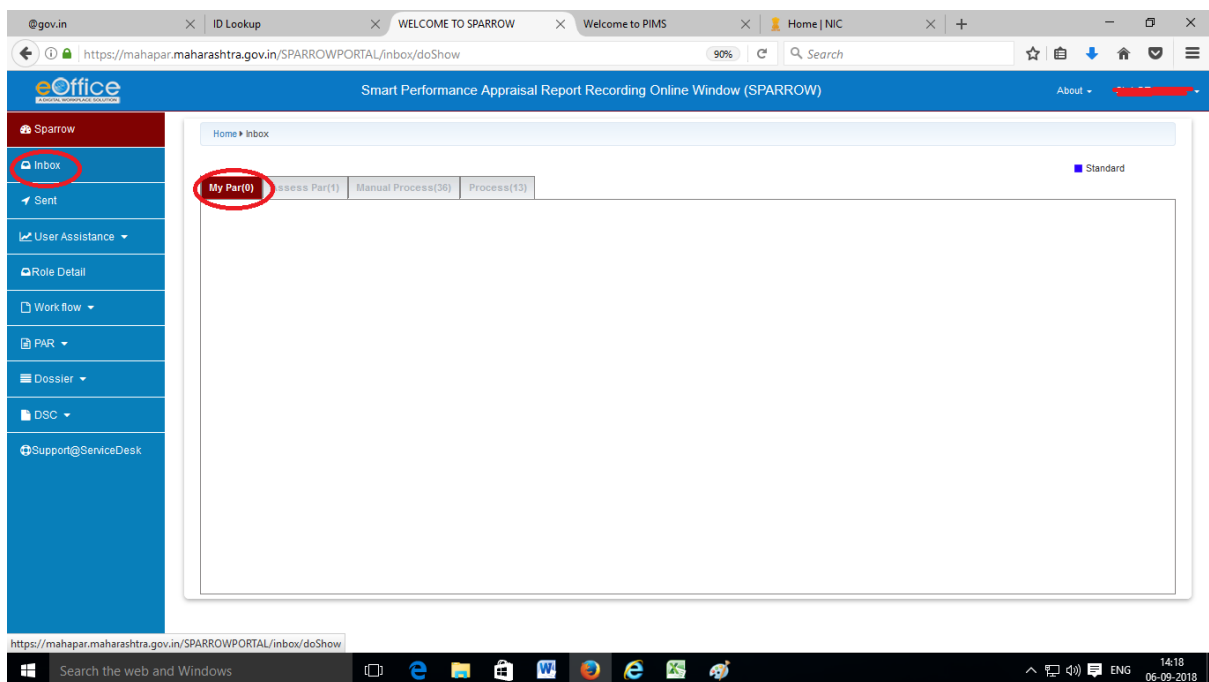 @gov.in
ID Lookup
WELCOME TO SPARROW
Welcome to PIMS
Home | NIC
https://mahapar.maharashtra.gov.in/SPARROWPORTAL/inbox/doShow
90%
Search
eOffice
A DIGITAL WORKPLACE SOLUTION
Smart Performance Appraisal Report Recording Online Window (SPARROW)
About
Sparrow
Inbox
Sent
User Assistance
Role Detail
Work flow
PAR
Dossier
DSC
Support@ServiceDesk
Home Inbox
Standard
My Par(0)
ssess Par(1)
Manual Process(36)
Process(13)
https://mahapar.maharashtra.gov.in/SPARROWPORTAL/inbox/doShow
Search the web and Windows
ENG
14:18
06-09-2018